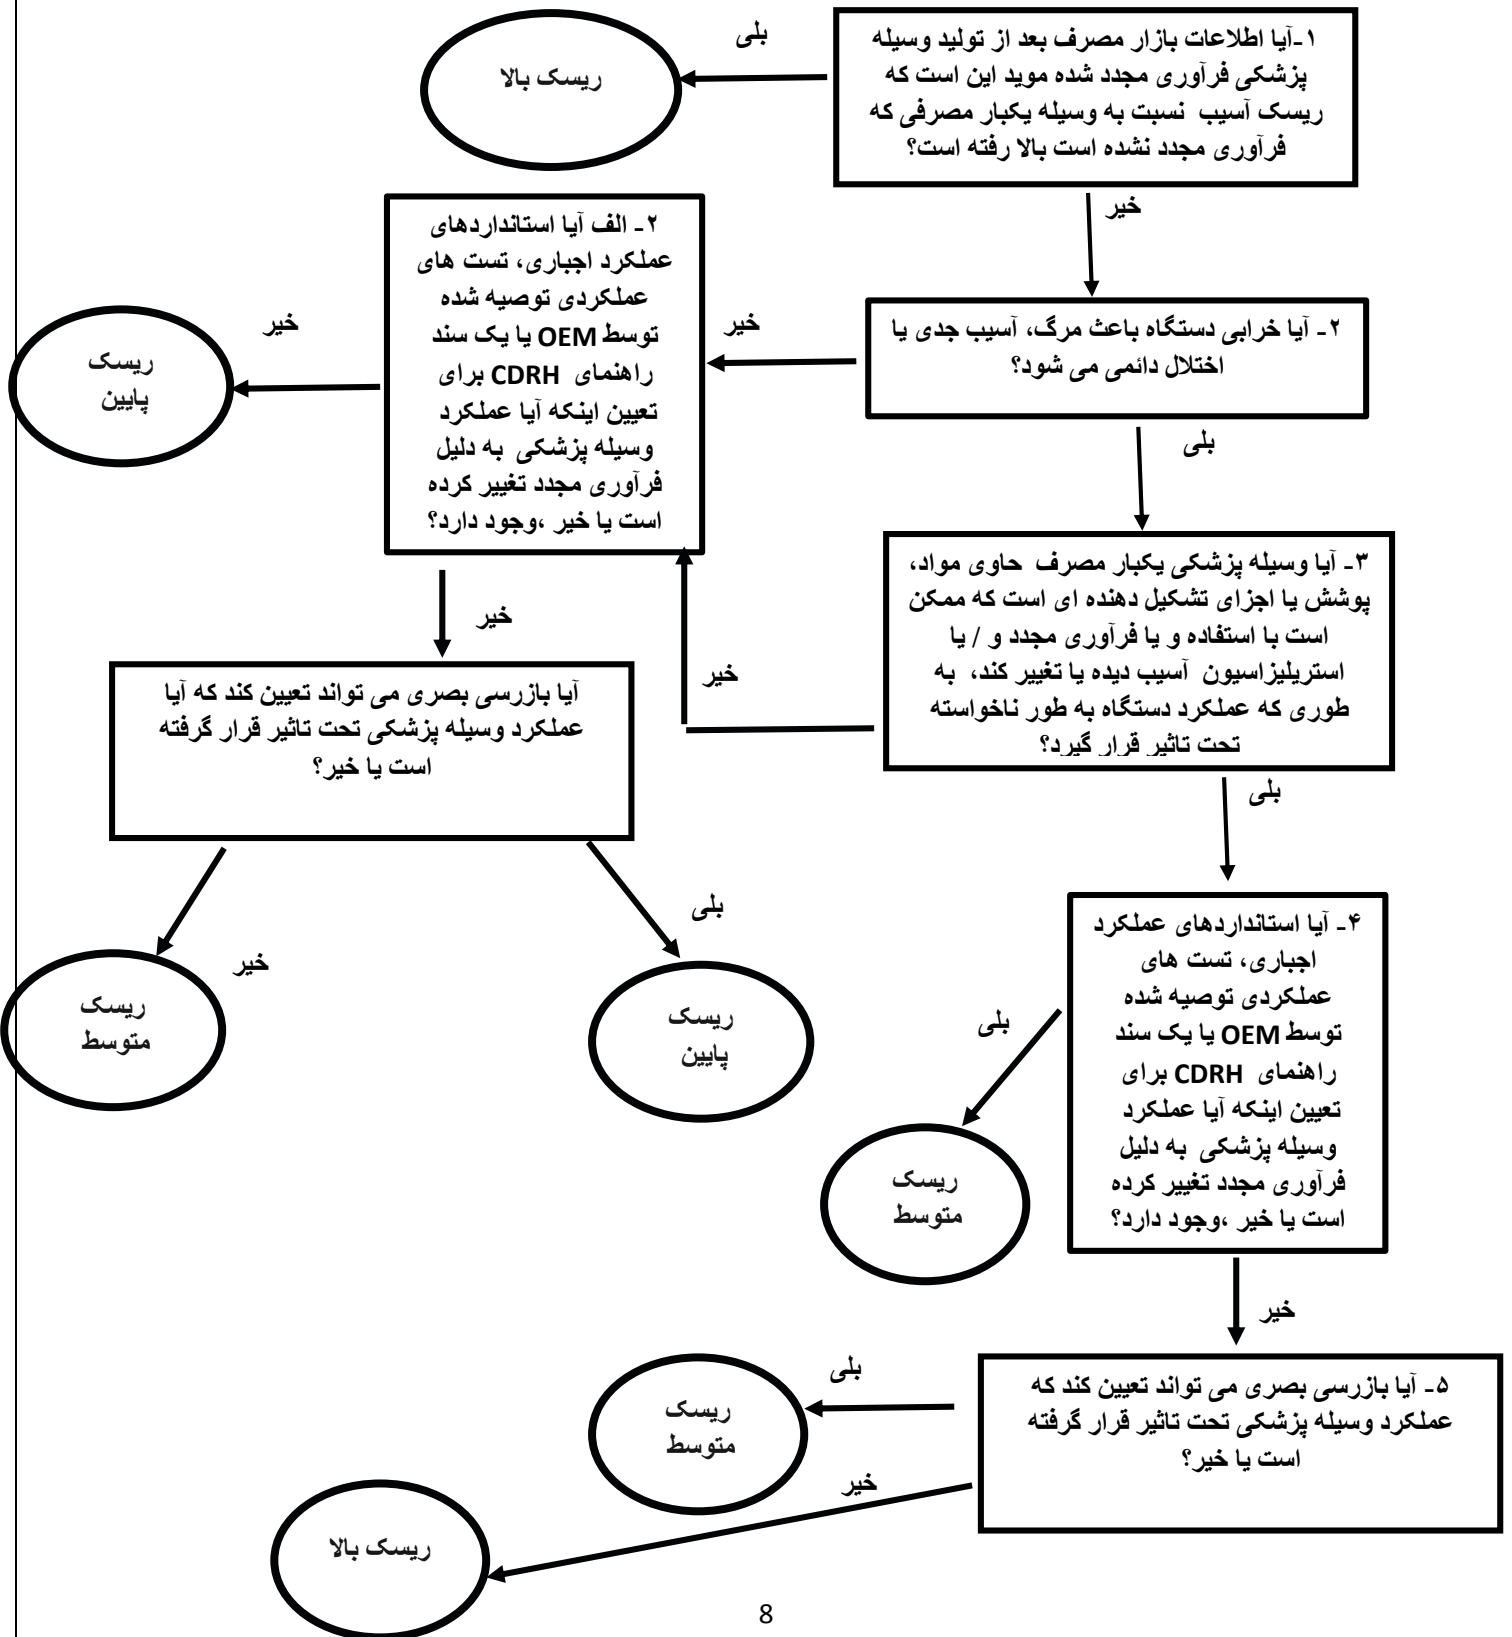 ۱-آیا اطلاعات بازار مصرف بعد از تولید وسیله
پزشکی فرآوری مجدد شده موید این است که
ریسک آسیب نسبت به وسیله یکبار مصرفی که
فرآوری مجدد نشده است بالا رفته است؟
بلی
ریسک بالا
خیر
۲- آیا خرابی دستگاه باعث مرگ، آسیب جدی یا
اختلال دائمی می شود؟
خیر
۲- الف آیا استانداردهای
عملکرد اجباری، تست های
عملکردی توصیه شده
توسط OEM یا یک سند
راهنمای CDRH برای
تعیین اینکه آیا عملکرد
وسیله پزشکی به دلیل
فرآوری مجدد تغییر کرده
است یا خیر ،وجود دارد؟
خیر
ریسک
پایین
بلی
۳- آیا وسیله پزشکی یکبار مصرف حاوی مواد،
پوشش یا اجزای تشکیل دهنده ای است که ممکن
است با استفاده و یا فرآوری مجدد و / یا
استریلیزاسیون آسیب دیده یا تغییر کند، به
طوری که عملکرد دستگاه به طور ناخواسته
تحت تاثیر قرار گیرد؟
خیر
خیر
آیا بازرسی بصری می تواند تعیین کند که آیا
عملکرد وسیله پزشکی تحت تاثیر قرار گرفته
است یا خیر؟
بلی
بلی
خیر
ریسک
متوسط
ریسک
پایین
۴- آیا استانداردهای عملکرد
اجباری، تست های
عملکردی توصیه شده
توسط OEM یا یک سند
راهنمای CDRH برای
تعیین اینکه آیا عملکرد
وسیله پزشکی به دلیل
فرآوری مجدد تغییر کرده
است یا خیر ،وجود دارد؟
بلی
ریسک
متوسط
خیر
۵- آیا بازرسی بصری می تواند تعیین کند که
عملکرد وسیله پزشکی تحت تاثیر قرار گرفته
است یا خیر؟
بلی
ریسک
متوسط
خیر
ریسک بالا
8